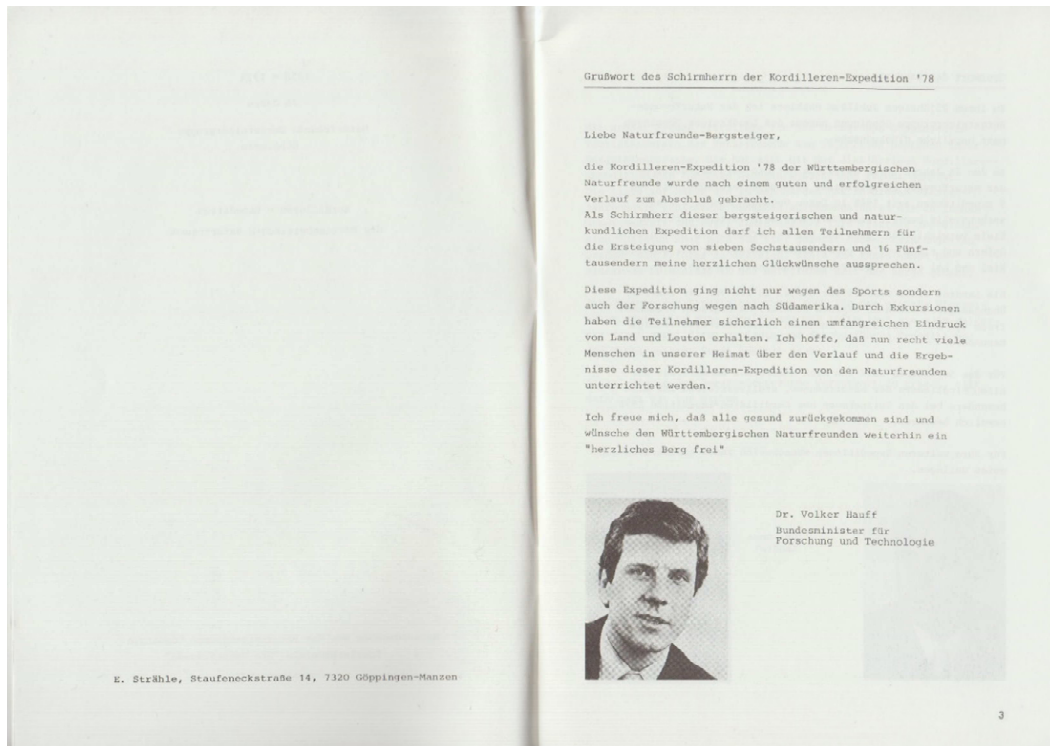 E. Strähle, Staufeneckstraße 14, 7320 Göppingen-Manzen
Grußwort des Schirmherrn der Kordilleren-Expedition '78
Liebe Naturfreunde-Bergsteiger,
die Kordilleren-Expedition '78 der Württembergischen
Naturfreunde wurde nach einem guten und erfolgreichen
Verlauf zum Abschluß gebracht.
Als Schirmherr dieser bergsteigerischen und natur-
kundlichen Expedition darf ich allen Teilnehmern für
die Ersteigung von sieben Sechstausendern und 16 Fünf-
tausendern meine herzlichen Glückwünsche aussprechen.
Diese Expedition ging nicht nur wegen des Sports sondern
auch der Forschung wegen nach Südamerika. Durch Exkursionen
haben die Teilnehmer sicherlich einen umfangreichen Eindruck
von Land und Leuten erhalten. Ich hoffe, daß nun recht viele
Menschen in unserer Heimat über den Verlauf und die Ergeb-
nisse dieser Kordilleren-Expedition von den Naturfreunden
unterrichtet werden.
Ich freue mich, daß alle gesund zurückgekommen sind und
wünsche den Württembergischen Naturfreunden weiterhin ein
"herzliches Berg frei"
Dr. Volker Hauff
Bundesminister für
Forschung und Technologie
3